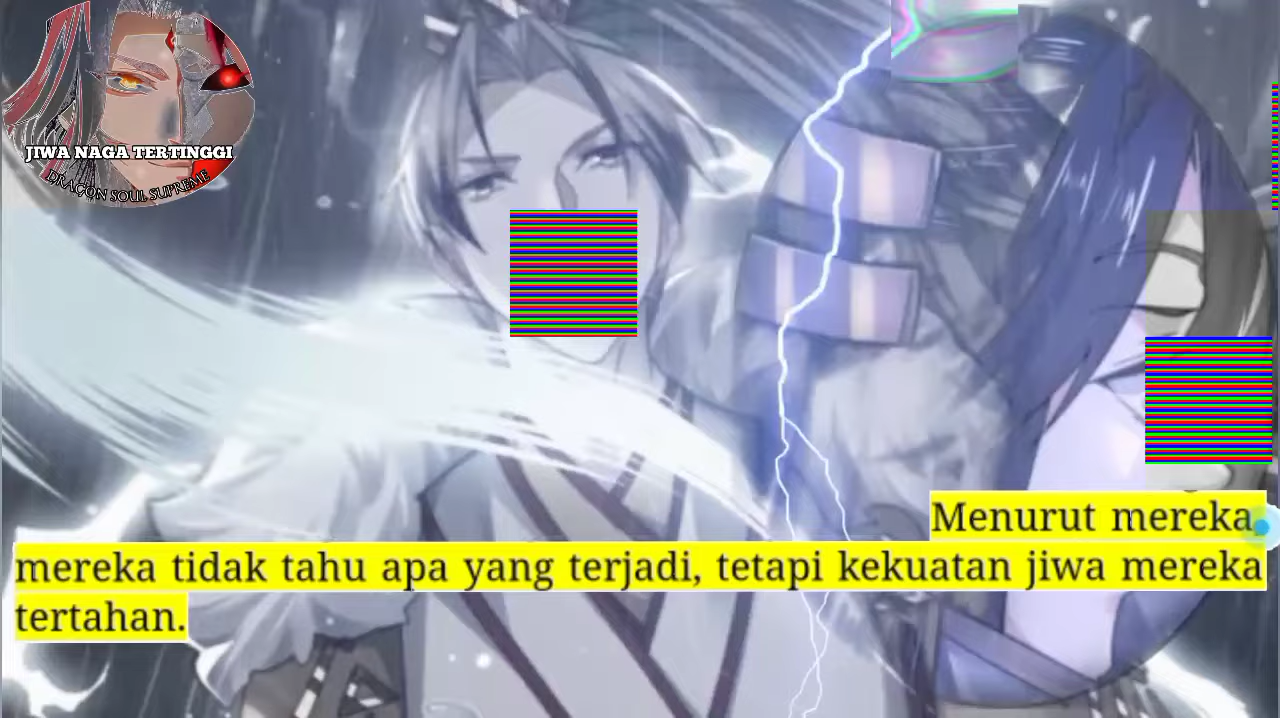 JIWA NAGA TERTINGGI
DRAGON SOUL SUPREME
Menurut mereka,
mereka tidak tahu apa yang terjadi, tetapi kekuatan jiwa mereka
tertahan.